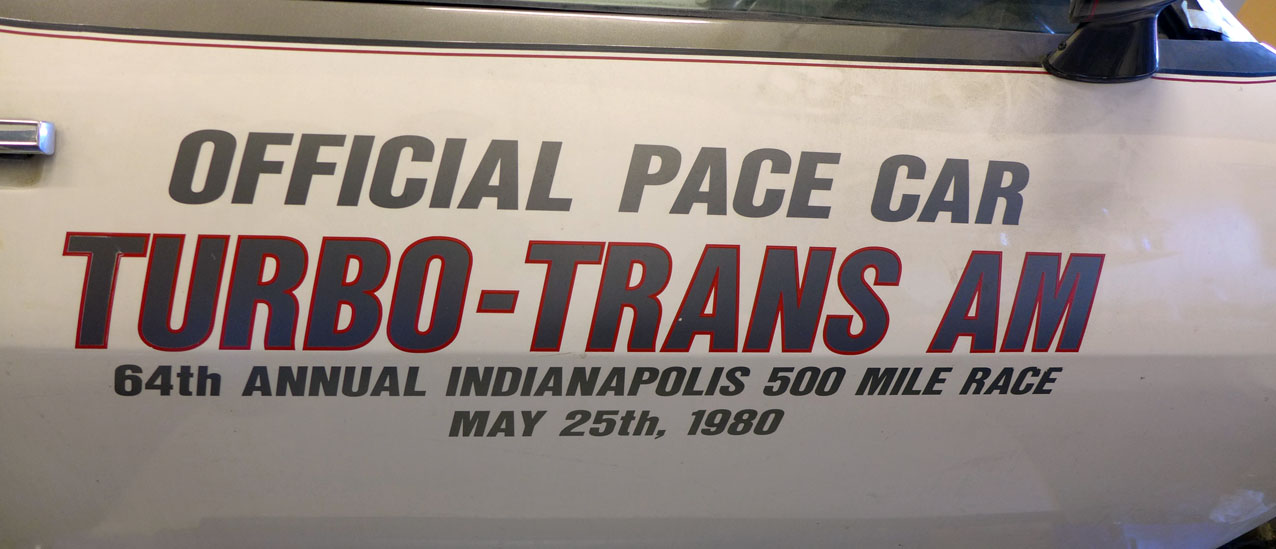 OFFICIAL PACE CAR
TURBO-TRANS AM
64th ANNUAL INDIANAPOLIS 500 MILE RACE
MAY 25th, 1980